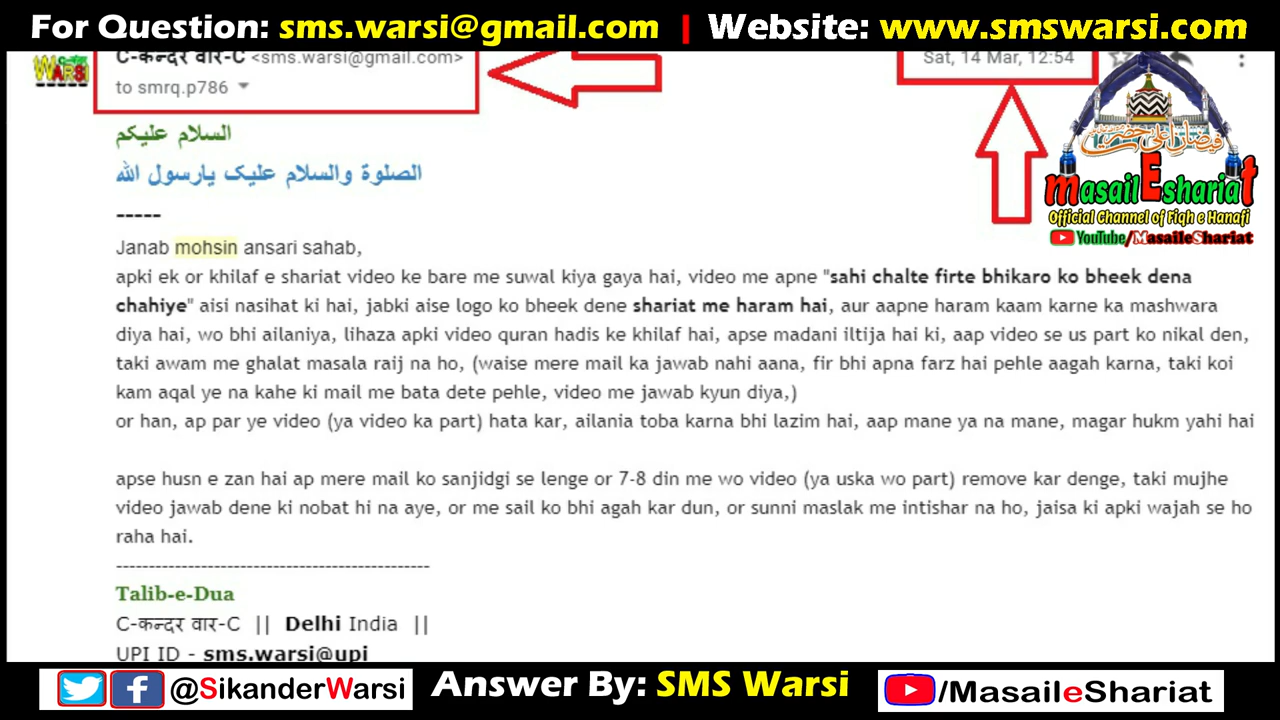 For Question: sms.warsi@gmail.com | Website: www.smswarsi.com
C-कन्दर वार-C <sms.warsi@gmail.com>
Sat, 14 Mar, 12:54
WARSI
to smrq.p786
السلام عليكم
الصلوة والسلام عليک يارسول الله
-----
Janab mohsin ansari sahab,
apki ek or khilaf e shariat video ke bare me suwal kiya gaya hai, video me apne "sahi chalte firte bhikaro ko bheek dena
chahiye" aisi nasihat ki hai, jabki aise logo ko bheek dene shariat me haram hai, aur aapne haram kaam karne ka mashwara
diya hai, wo bhi ailaniya, lihaza apki video quran hadis ke khilaf hai, apse madani iltija hai ki, aap video se us part ko nikal den,
taki awam me ghalat masala raij na ho, (waise mere mail ka jawab nahi aana, fir bhi apna farz hai pehle aagah karna, taki koi
kam aqal ye na kahe ki mail me bata dete pehle, video me jawab kyun diya,)
or han, ap par ye video (ya video ka part) hata kar, ailania toba karna bhi lazim hai, aap mane ya na mane, magar hukm yahi hai
apse husn e zan hai ap mere mail ko sanjidgi se lenge or 7-8 din me wo video (ya uska wo part) remove kar denge, taki mujhe
video jawab dene ki nobat hi na aye, or me sail ko bhi agah kar dun, or sunni maslak me intishar na ho, jaisa ki apki wajah se ho
raha hai.
----------------------------------------------
Talib-e-Dua
C-कन्दर वार-C || Delhi India ||
UPI ID - sms.warsi@upi
masailEshariat
Official Channel of Fiqh e Hanafi
YouTube/MasaileShariat
@SikanderWarsi
Answer By: SMS Warsi
/MasaileShariat